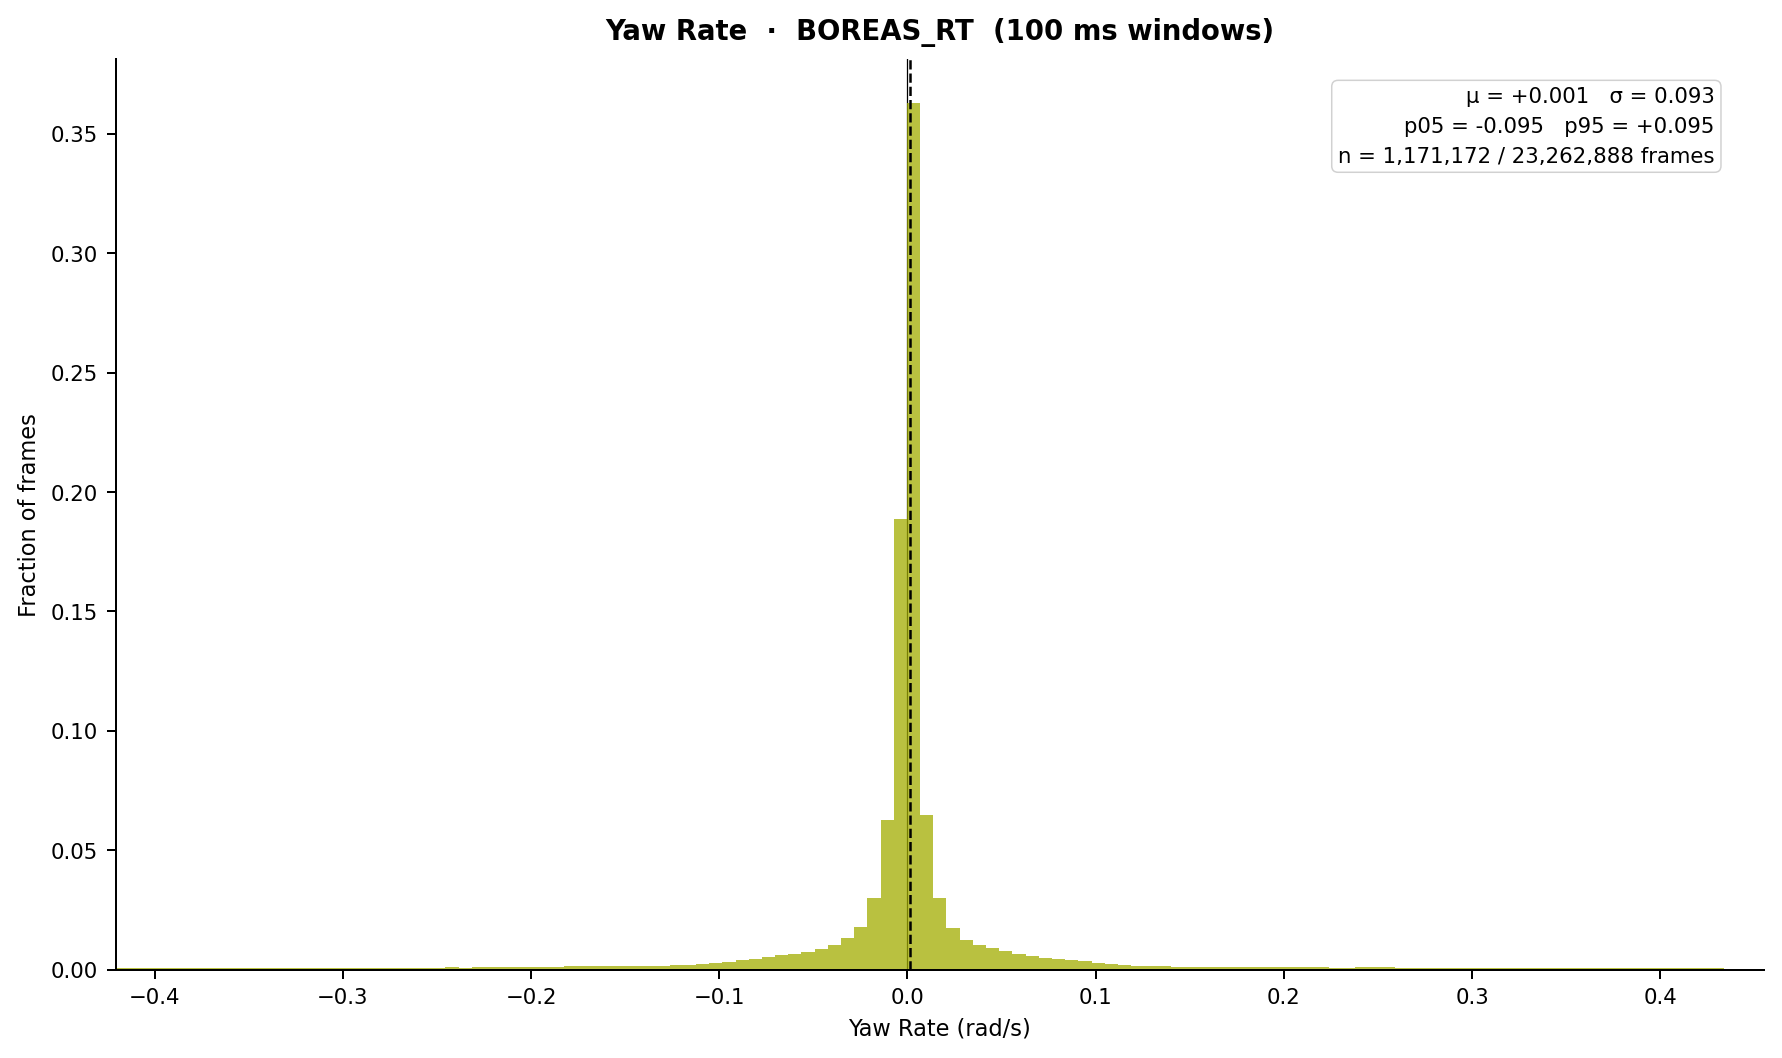 Yaw Rate · BOREAS_RT (100 ms windows)
μ = +0.001 σ = 0.093
p05 = -0.095 p95 = +0.095
n = 1,171,172 / 23,262,888 frames
Fraction of frames
0.35
0.30
0.25
0.20
0.15
0.10
0.05
0.00
−0.4 −0.3 −0.2 −0.1 0.0 0.1 0.2 0.3 0.4
Yaw Rate (rad/s)